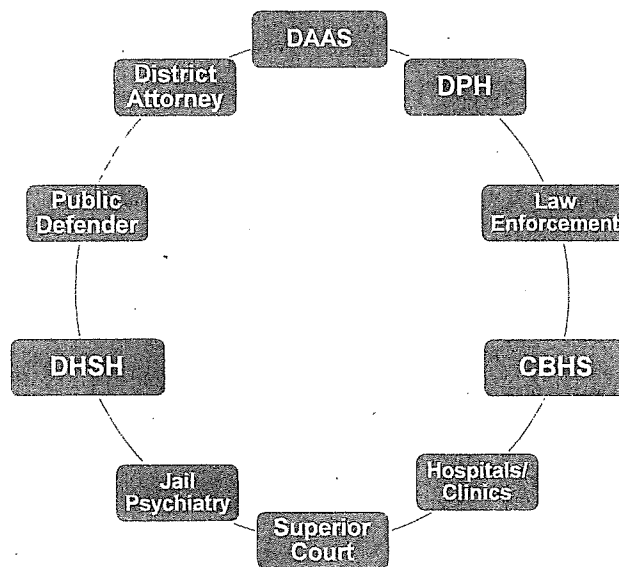 DAAS
DPH
Law
Enforcement
CBHS
Hospitals/
Clinics
Superior
Court
Jail
Psychiatry
DHSH
Public
Defender
District
Attorney